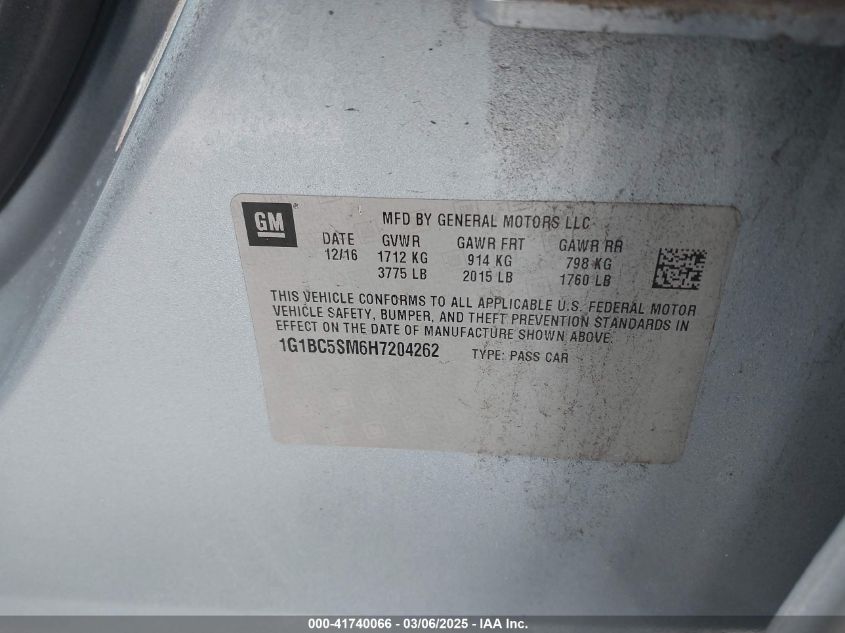 GM
MFD BY GENERAL MOTORS LLC
DATE GVWR GAWR FRT GAWR RR
12/16 1712 KG 914 KG 798 KG
3775 LB 2015 LB 1760 LB
THIS VEHICLE CONFORMS TO ALL APPLICABLE U.S. FEDERAL MOTOR
VEHICLE SAFETY, BUMPER, AND THEFT PREVENTION STANDARDS IN
EFFECT ON THE DATE OF MANUFACTURE SHOWN ABOVE.
1G1BC5SM6H7204262 TYPE: PASS CAR
000-41740066 - 03/06/2025 - IAA Inc.